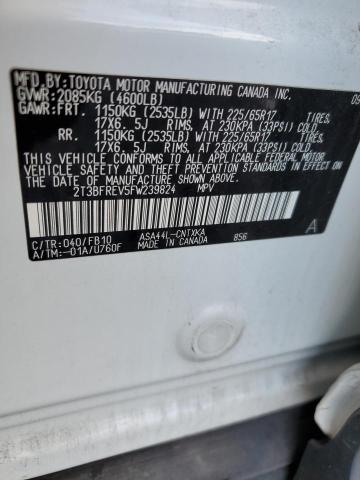 MFD.BY:TOYOTA MOTOR MANUFACTURING CANADA INC. 09
GVWR:2085KG (4600LB)
GAWR:FRT. 1150KG (2535LB) WITH 225/65R17 TIRES,
17X6.5J RIMS, AT 230KPA (33PSI) COLD
RR. 1150KG (2535LB) WITH 225/65R17 TIRES,
17X6.5J RIMS, AT 230KPA (33PSI) COLD
THIS VEHICLE CONFORMS TO ALL APPLICABLE FEDERAL MOTOR
VEHICLE SAFETY STANDARDS IN EFFECT ON THE DATE OF
MANUFACTURE SHOWN ABOVE.
2T3BFREV5FW239824 MPV
C/TR:040/FB10 ASA44L-CNTXKA A
A/TM:-01A/U760F MADE IN CANADA 856